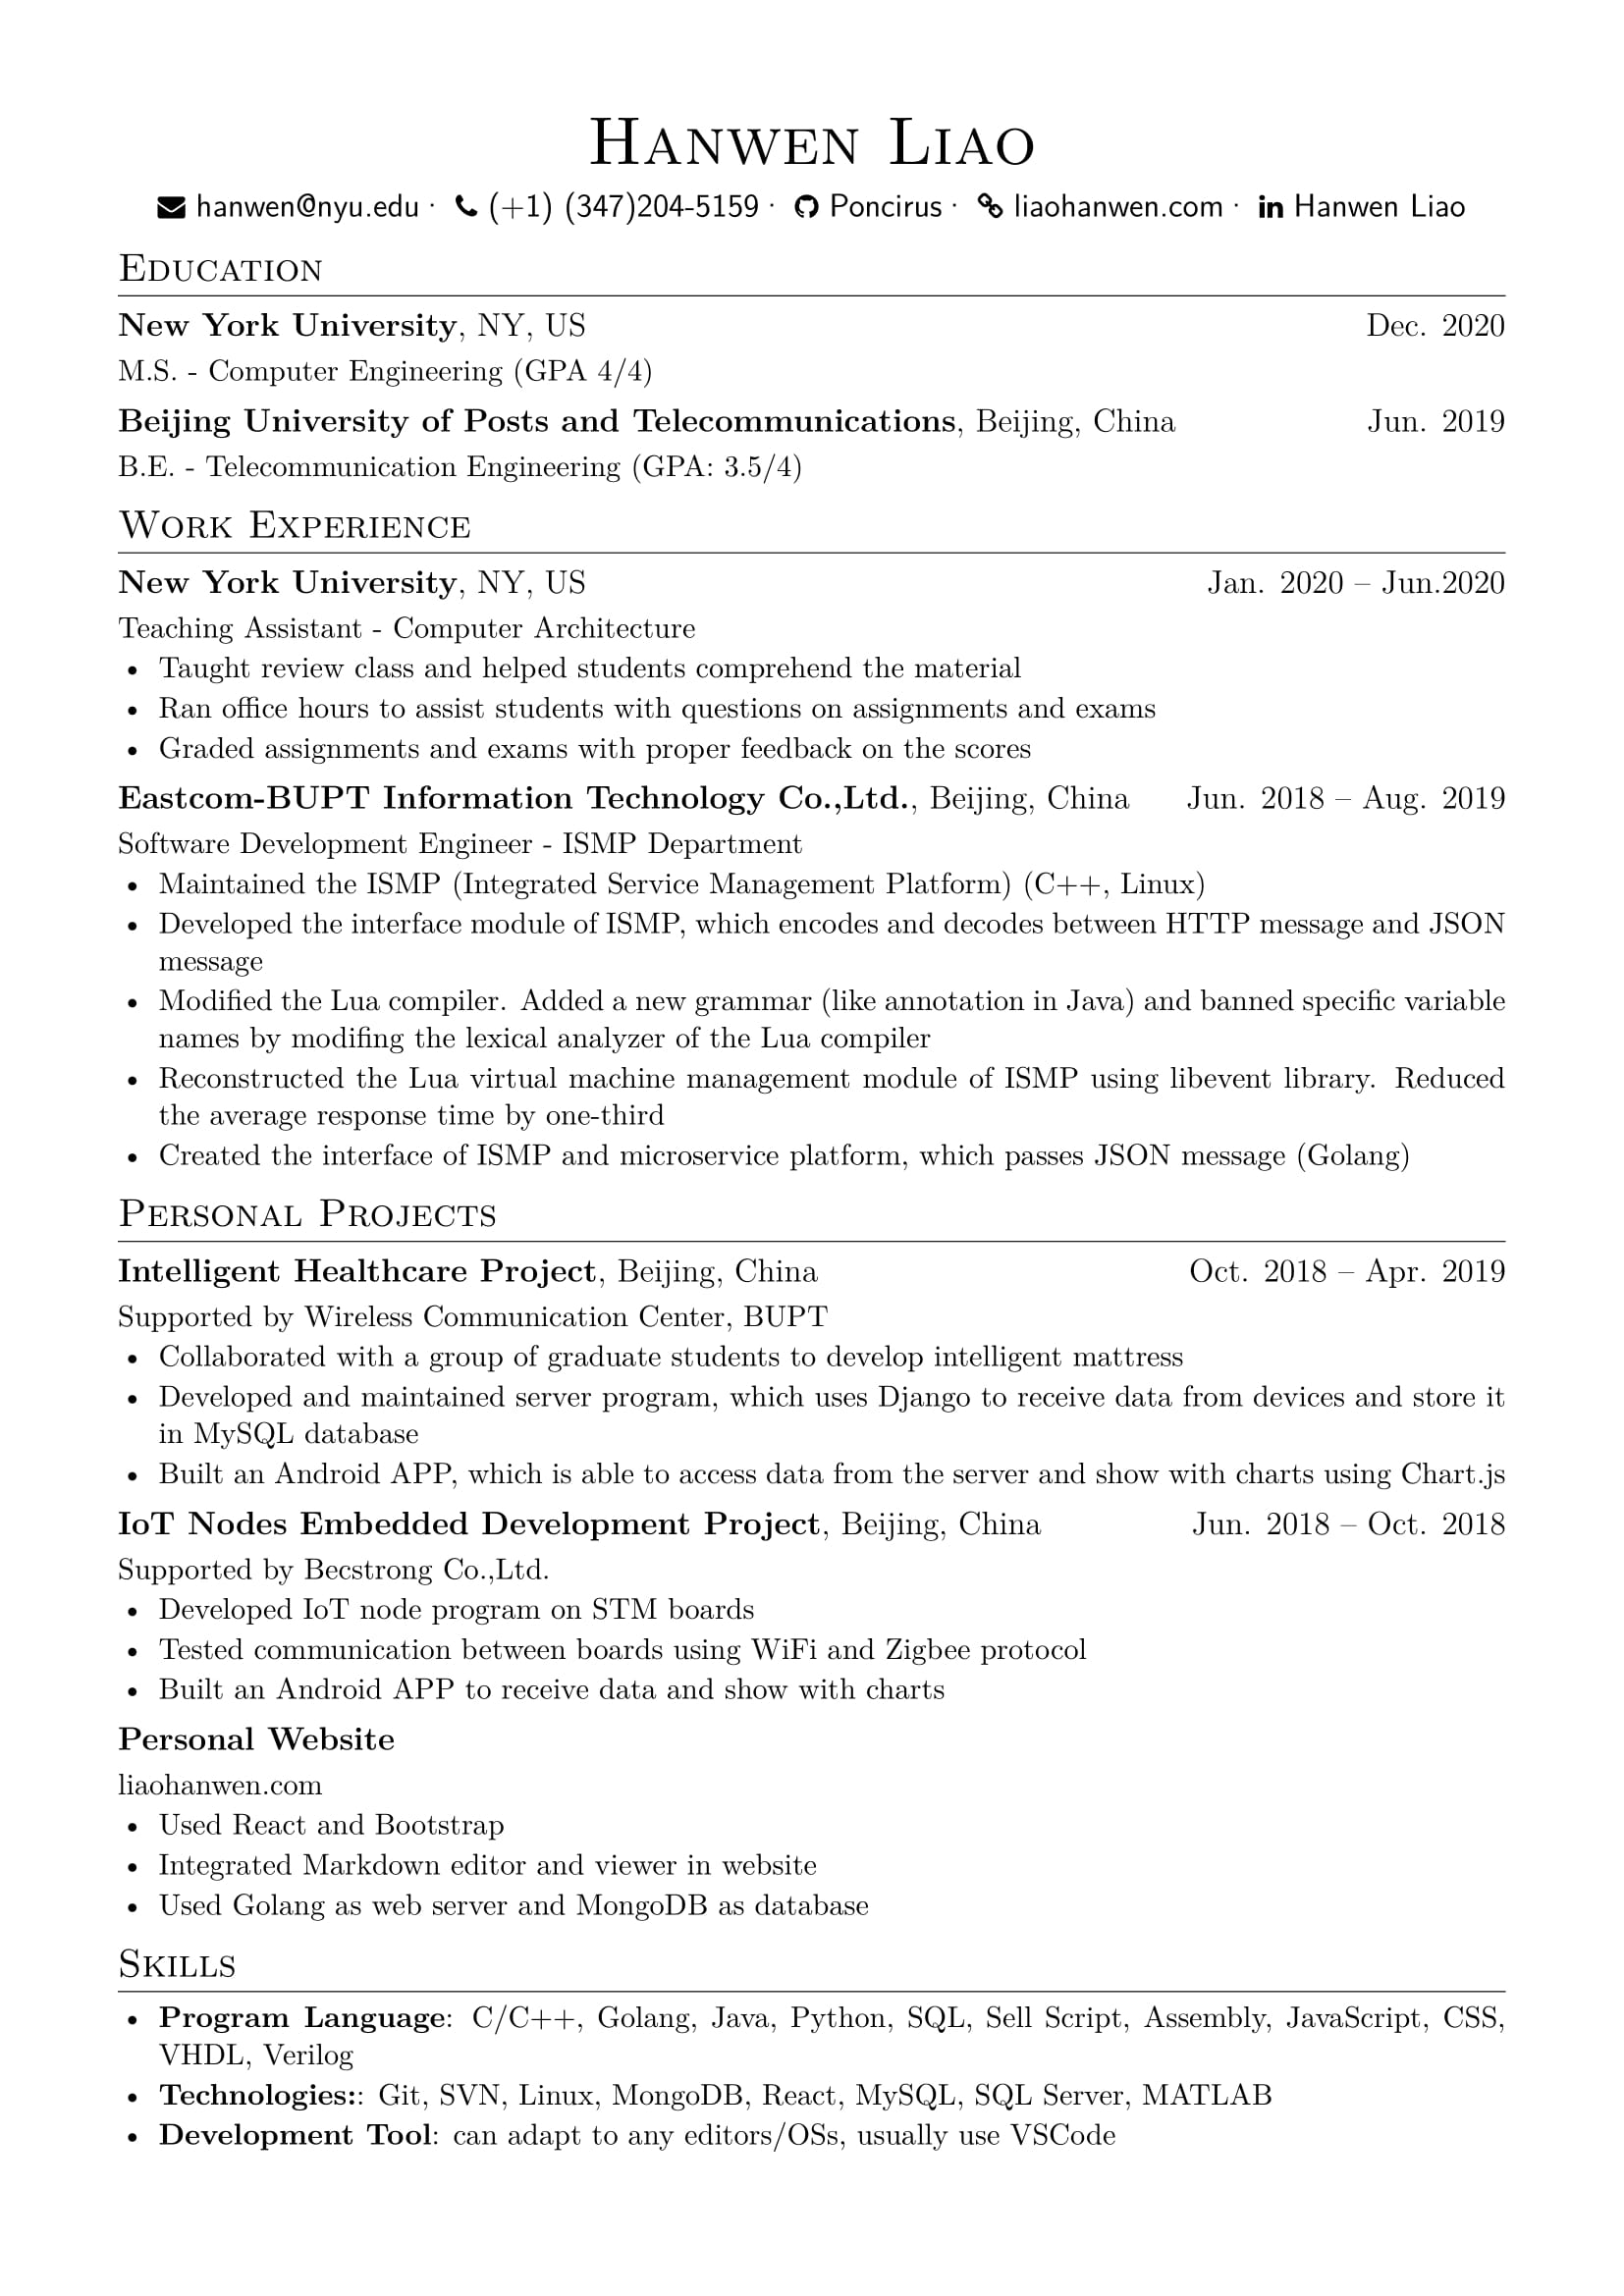 Hanwen Liao
hanwen@nyu.edu · (+1) (347)204-5159 · Poncirus · liaohanwen.com · Hanwen Liao
Education
New York University, NY, US Dec. 2020
M.S. - Computer Engineering (GPA 4/4)
Beijing University of Posts and Telecommunications, Beijing, China Jun. 2019
B.E. - Telecommunication Engineering (GPA: 3.5/4)
Work Experience
New York University, NY, US Jan. 2020 – Jun.2020
Teaching Assistant - Computer Architecture
• Taught review class and helped students comprehend the material
• Ran office hours to assist students with questions on assignments and exams
• Graded assignments and exams with proper feedback on the scores
Eastcom-BUPT Information Technology Co.,Ltd., Beijing, China Jun. 2018 – Aug. 2019
Software Development Engineer - ISMP Department
• Maintained the ISMP (Integrated Service Management Platform) (C++, Linux)
• Developed the interface module of ISMP, which encodes and decodes between HTTP message and JSON
message
• Modified the Lua compiler. Added a new grammar (like annotation in Java) and banned specific variable
names by modifing the lexical analyzer of the Lua compiler
• Reconstructed the Lua virtual machine management module of ISMP using libevent library. Reduced
the average response time by one-third
• Created the interface of ISMP and microservice platform, which passes JSON message (Golang)
Personal Projects
Intelligent Healthcare Project, Beijing, China Oct. 2018 – Apr. 2019
Supported by Wireless Communication Center, BUPT
• Collaborated with a group of graduate students to develop intelligent mattress
• Developed and maintained server program, which uses Django to receive data from devices and store it
in MySQL database
• Built an Android APP, which is able to access data from the server and show with charts using Chart.js
IoT Nodes Embedded Development Project, Beijing, China Jun. 2018 – Oct. 2018
Supported by Becstrong Co.,Ltd.
• Developed IoT node program on STM boards
• Tested communication between boards using WiFi and Zigbee protocol
• Built an Android APP to receive data and show with charts
Personal Website
liaohanwen.com
• Used React and Bootstrap
• Integrated Markdown editor and viewer in website
• Used Golang as web server and MongoDB as database
Skills
• Program Language: C/C++, Golang, Java, Python, SQL, Sell Script, Assembly, JavaScript, CSS,
VHDL, Verilog
• Technologies:: Git, SVN, Linux, MongoDB, React, MySQL, SQL Server, MATLAB
• Development Tool: can adapt to any editors/OSs, usually use VSCode